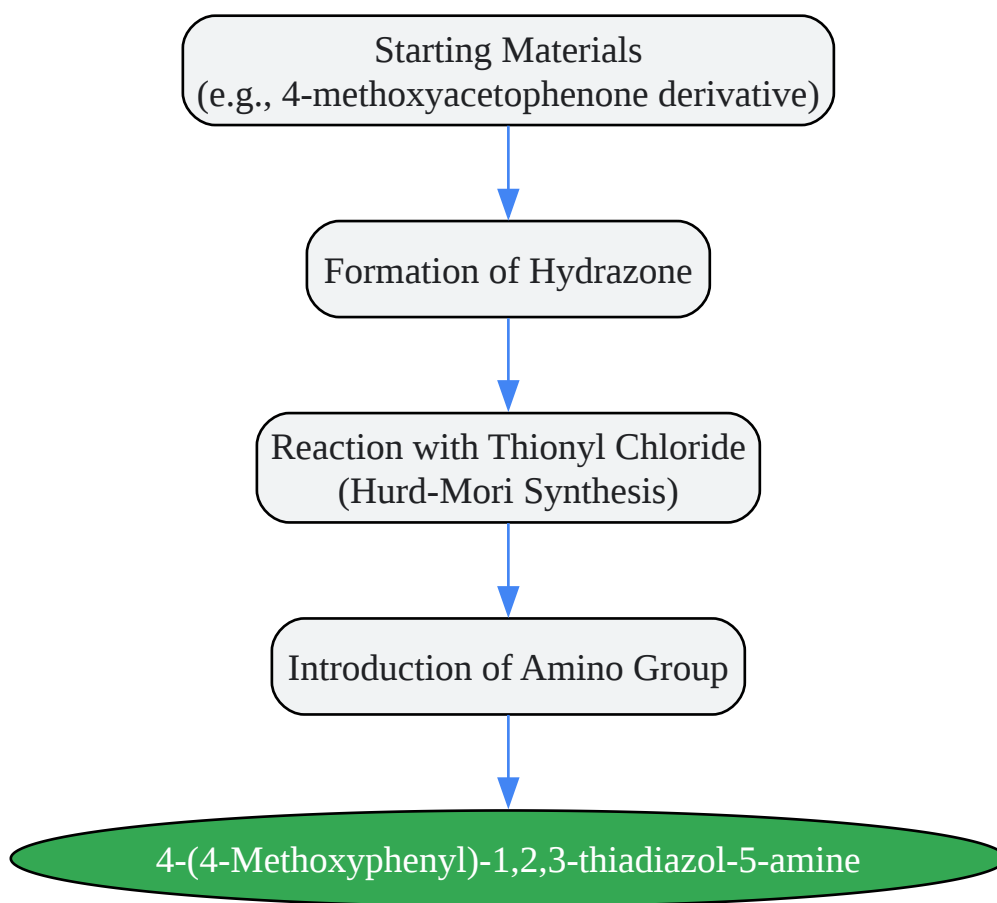 Starting Materials
(e.g., 4-methoxyacetophenone derivative)
Formation of Hydrazone
Reaction with Thionyl Chloride
(Hurd-Mori Synthesis)
Introduction of Amino Group
4-(4-Methoxyphenyl)-1,2,3-thiadiazol-5-amine